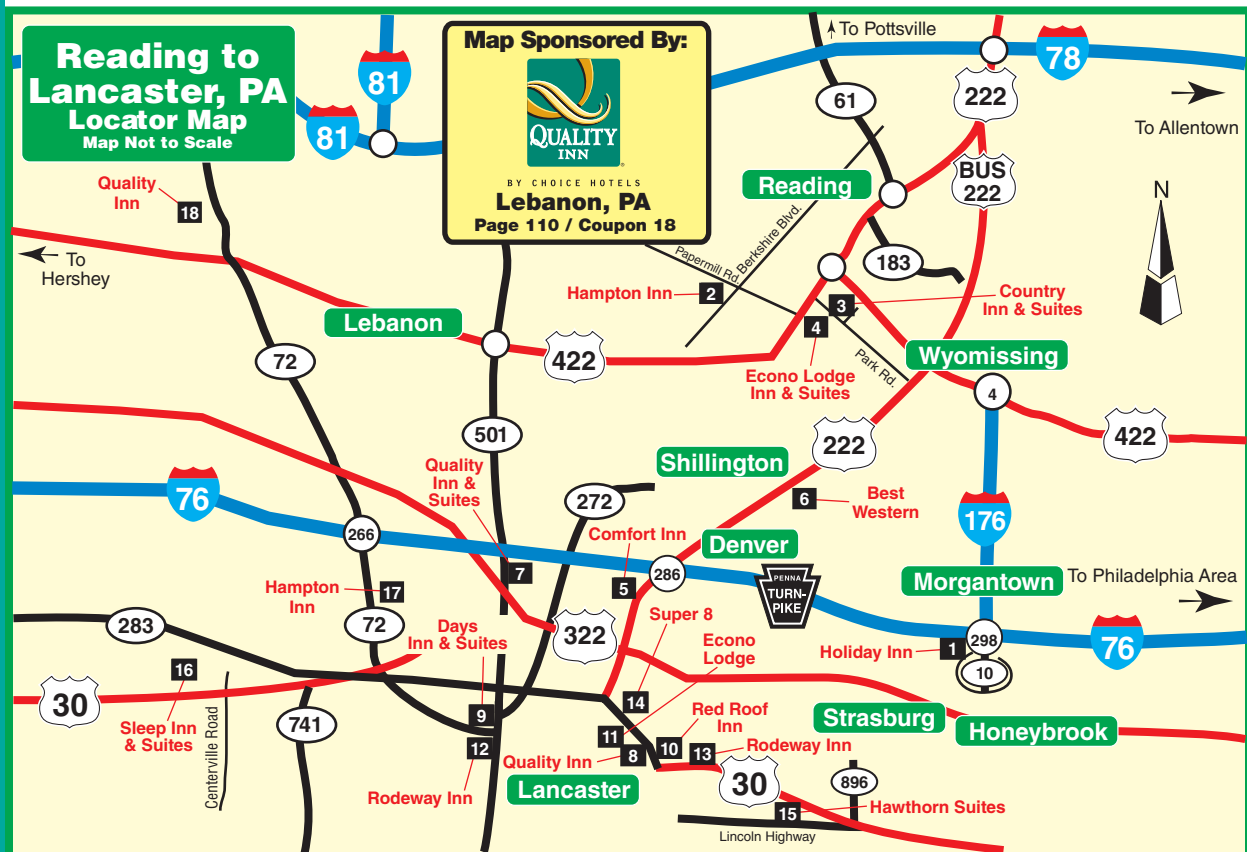 Reading to
Lancaster, PA
Locator Map
Map Not to Scale
81
81
Map Sponsored By:
QUALITY
INN
BY CHOICE HOTELS
Lebanon, PA
Page 110 / Coupon 18
To Pottsville
78
61
222
To Allentown
BUS
222
Reading
Quality
Inn
18
To
Hershey
Papermill Rd.
Berkshire Blvd.
183
N
Hampton Inn
2
3
Country
Inn & Suites
4
Lebanon
422
Econo Lodge
Inn & Suites
Park Rd.
Wyomissing
72
4
501
222
422
Quality
Inn &
Suites
Shillington
76
272
6
Best
Western
176
266
Comfort Inn
Denver
7
286
5
PENNA
TURN-
PIKE
Morgantown
To Philadelphia Area
Hampton
Inn
17
283
72
Days
Inn & Suites
322
Super 8
Econo
Lodge
Holiday Inn
1
298
76
10
16
30
Sleep Inn
& Suites
Centerville Road
741
9
12
14
11
8
10
Red Roof
Inn
13
Rodeway Inn
Strasburg
Honeybrook
Quality Inn
Rodeway Inn
Lancaster
30
896
15
Hawthorn Suites
Lincoln Highway